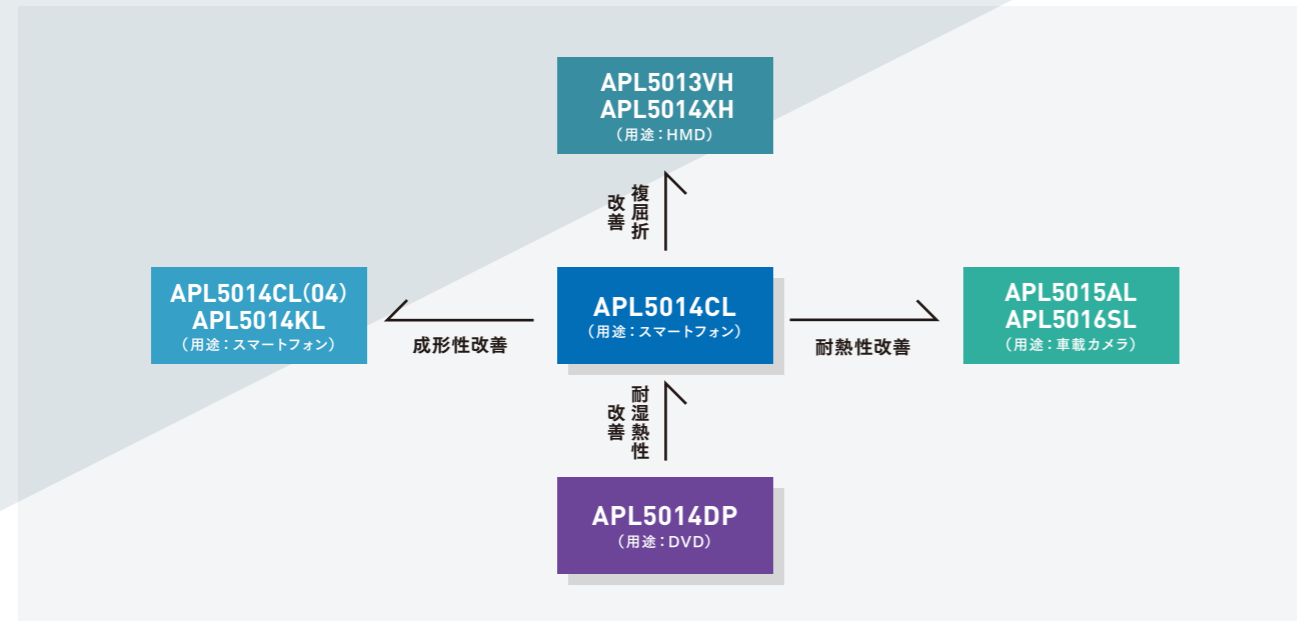 APL5013VH
APL5014XH
（用途：HMD）
複屈折
改善
APL5014CL(04)
APL5014KL
（用途：スマートフォン）
成形性改善
APL5014CL
（用途：スマートフォン）
耐熱性改善
APL5015AL
APL5016SL
（用途：車載カメラ）
耐湿熱性
改善
APL5014DP
（用途：DVD）